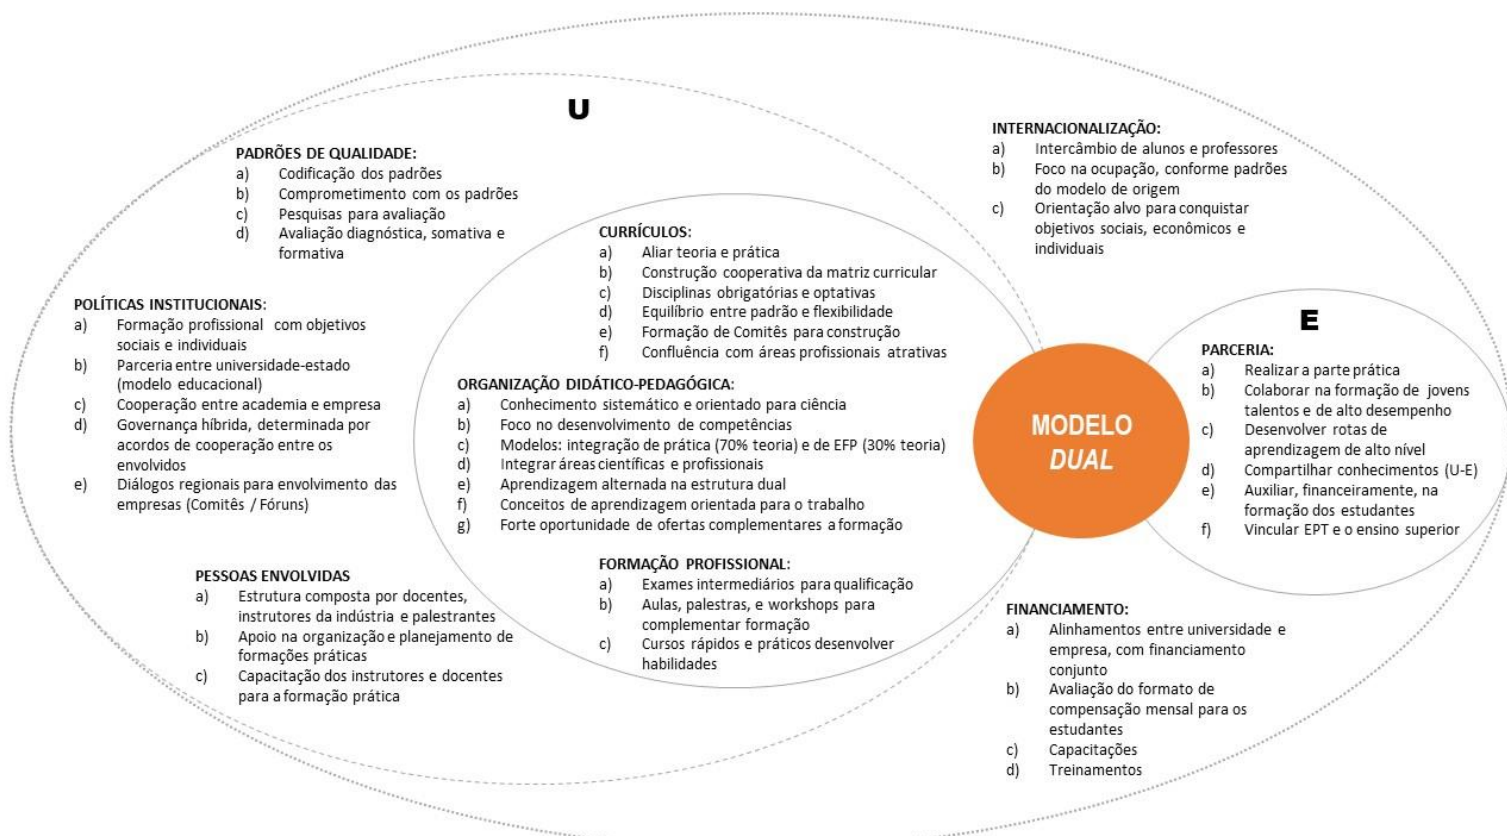 U
PADRÕES DE QUALIDADE:
a) Codificação dos padrões
b) Comprometimento com os padrões
c) Pesquisas para avaliação
d) Avaliação diagnóstica, somativa e
formativa
POLÍTICAS INSTITUCIONAIS:
a) Formação profissional com objetivos
sociais e individuais
b) Parceria entre universidade-estado
(modelo educacional)
c) Cooperação entre academia e empresa
d) Governança híbrida, determinada por
acordos de cooperação entre os
envolvidos
e) Diálogos regionais para envolvimento das
empresas (Comitês / Fóruns)
PESSOAS ENVOLVIDAS
a) Estrutura composta por docentes,
instrutores da indústria e palestrantes
b) Apoio na organização e planejamento de
formações práticas
c) Capacitação dos instrutores e docentes
para a formação prática
CURRÍCULOS:
a) Aliar teoria e prática
b) Construção cooperativa da matriz curricular
c) Disciplinas obrigatórias e optativas
d) Equilíbrio entre padrão e flexibilidade
e) Formação de Comitês para construção
f) Confluência com áreas profissionais atrativas
ORGANIZAÇÃO DIDÁTICO-PEDAGÓGICA:
a) Conhecimento sistemático e orientado para ciência
b) Foco no desenvolvimento de competências
c) Modelos: integração de prática (70% teoria) e de EFP (30% teoria)
d) Integrar áreas científicas e profissionais
e) Aprendizagem alternada na estrutura dual
f) Conceitos de aprendizagem orientada para o trabalho
g) Forte oportunidade de ofertas complementares a formação
FORMAÇÃO PROFISSIONAL:
a) Exames intermediários para qualificação
b) Aulas, palestras, e workshops para
complementar formação
c) Cursos rápidos e práticos desenvolver
habilidades
MODELO
DUAL
INTERNACIONALIZAÇÃO:
a) Intercâmbio de alunos e professores
b) Foco na ocupação, conforme padrões
do modelo de origem
c) Orientação alvo para conquistar
objetivos sociais, econômicos e
individuais
E
PARCERIA:
a) Realizar a parte prática
b) Colaborar na formação de jovens
talentos e de alto desempenho
c) Desenvolver rotas de
aprendizagem de alto nível
d) Compartilhar conhecimentos (U-E)
e) Auxiliar, financeiramente, na
formação dos estudantes
f) Vincular EPT e o ensino superior
FINANCIAMENTO:
a) Alinhamentos entre universidade e
empresa, com financiamento
conjunto
b) Avaliação do formato de
compensação mensal para os
estudantes
c) Capacitações
d) Treinamentos